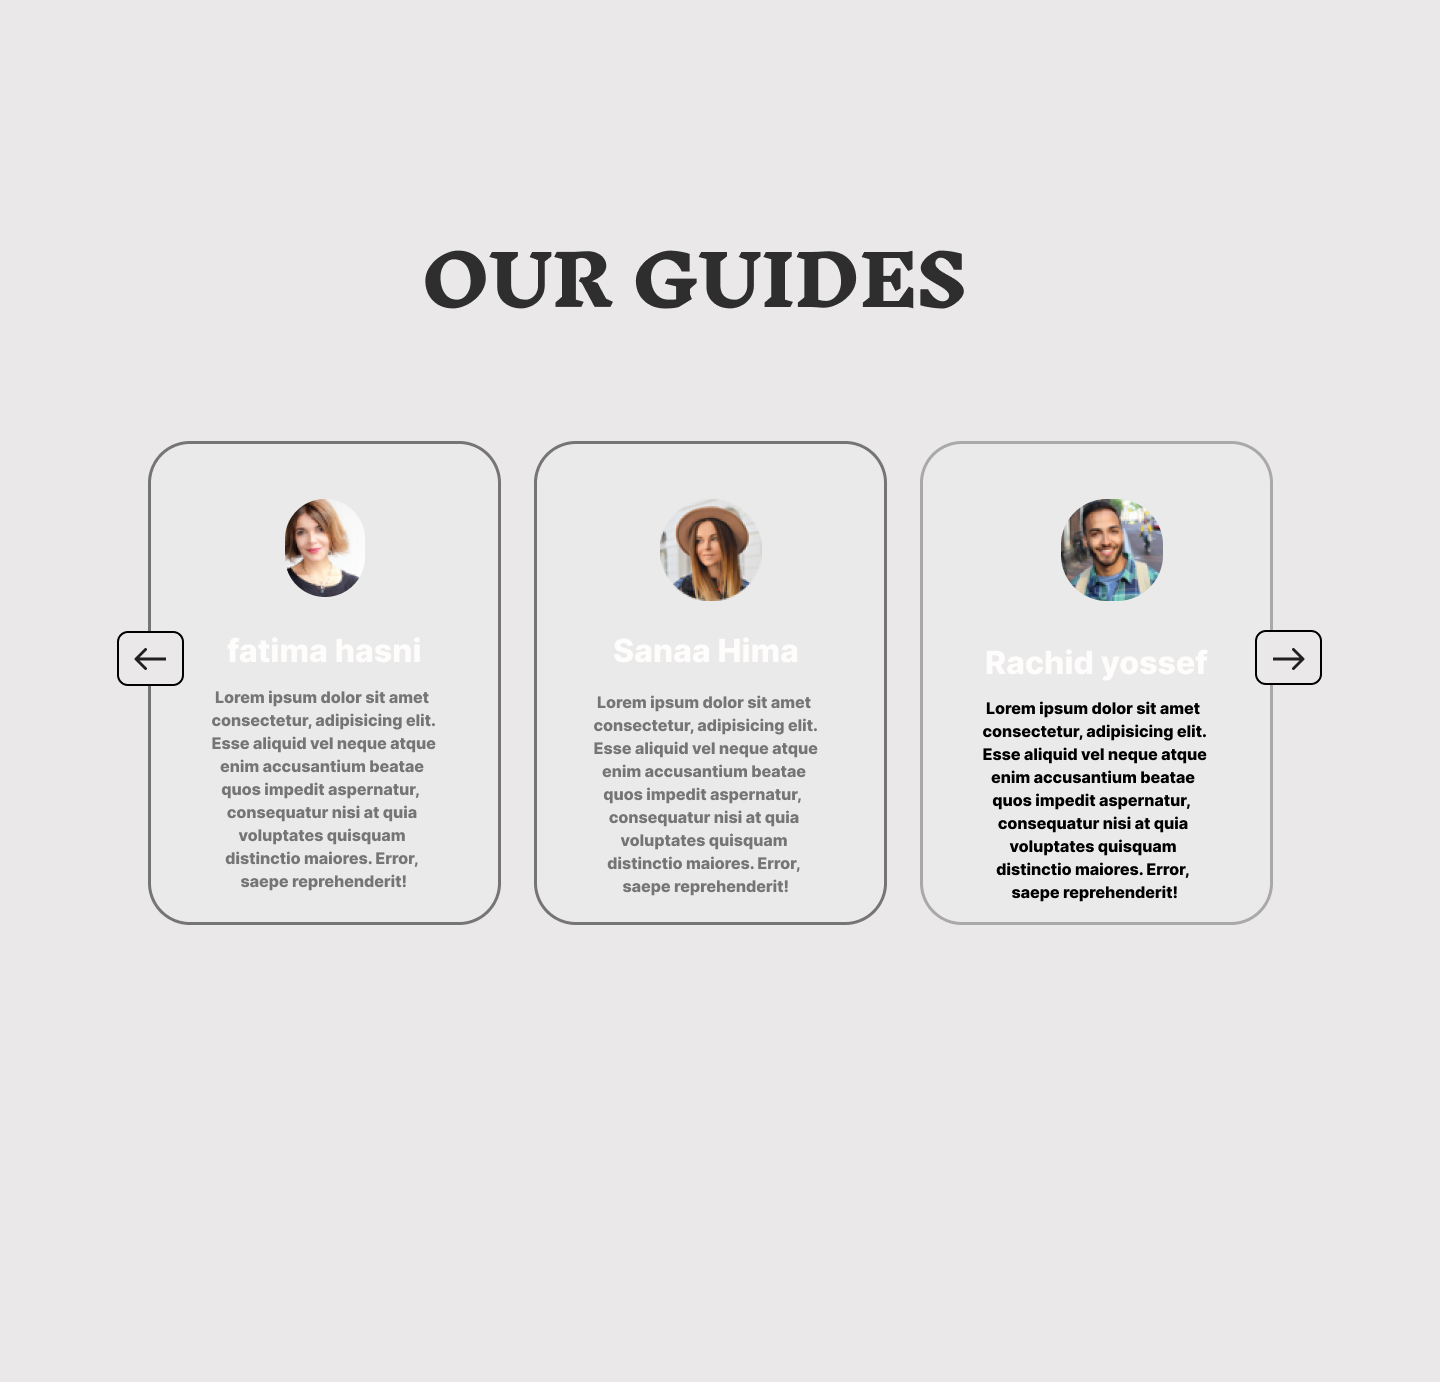 OUR GUIDES
fatima hasni
Lorem ipsum dolor sit amet
consectetur, adipisicing elit.
Esse aliquid vel neque atque
enim accusantium beatae
quos impedit aspernatur,
consequatur nisi at quia
voluptates quisquam
distinctio maiores. Error,
saepe reprehenderit!
Sanaa Hima
Lorem ipsum dolor sit amet
consectetur, adipisicing elit.
Esse aliquid vel neque atque
enim accusantium beatae
quos impedit aspernatur,
consequatur nisi at quia
voluptates quisquam
distinctio maiores. Error,
saepe reprehenderit!
Rachid yossef
Lorem ipsum dolor sit amet
consectetur, adipisicing elit.
Esse aliquid vel neque atque
enim accusantium beatae
quos impedit aspernatur,
consequatur nisi at quia
voluptates quisquam
distinctio maiores. Error,
saepe reprehenderit!